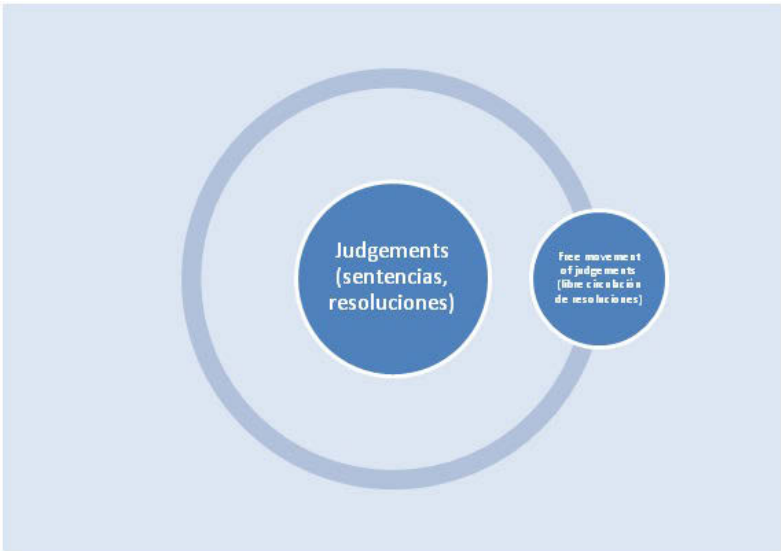 Judgements
(sentencias,
resoluciones)
Free movement
of judgements
(libre circulación
de resoluciones)